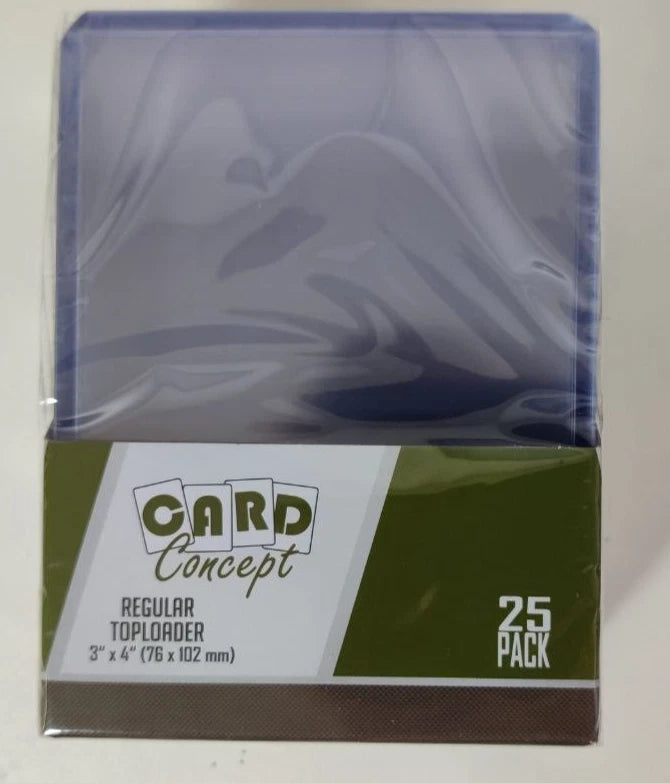 CARD
Concept
REGULAR
TOPLOADER
3" x 4" (76 x 102 mm)
25
PACK